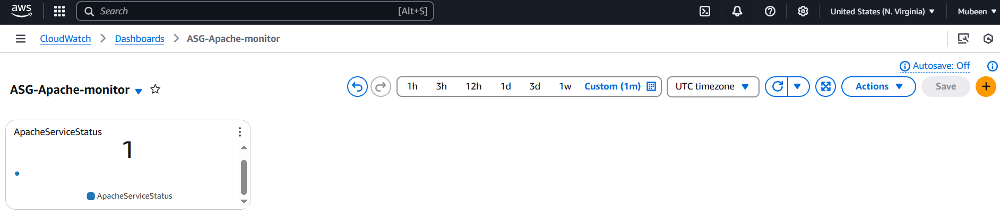 aws
Search [Alt+S] United States (N. Virginia) Mubeen
CloudWatch Dashboards ASG-Apache-monitor
Autosave: Off
ASG-Apache-monitor 1h 3h 12h 1d 3d 1w Custom (1m) UTC timezone Actions Save
ApacheServiceStatus
1
ApacheServiceStatus